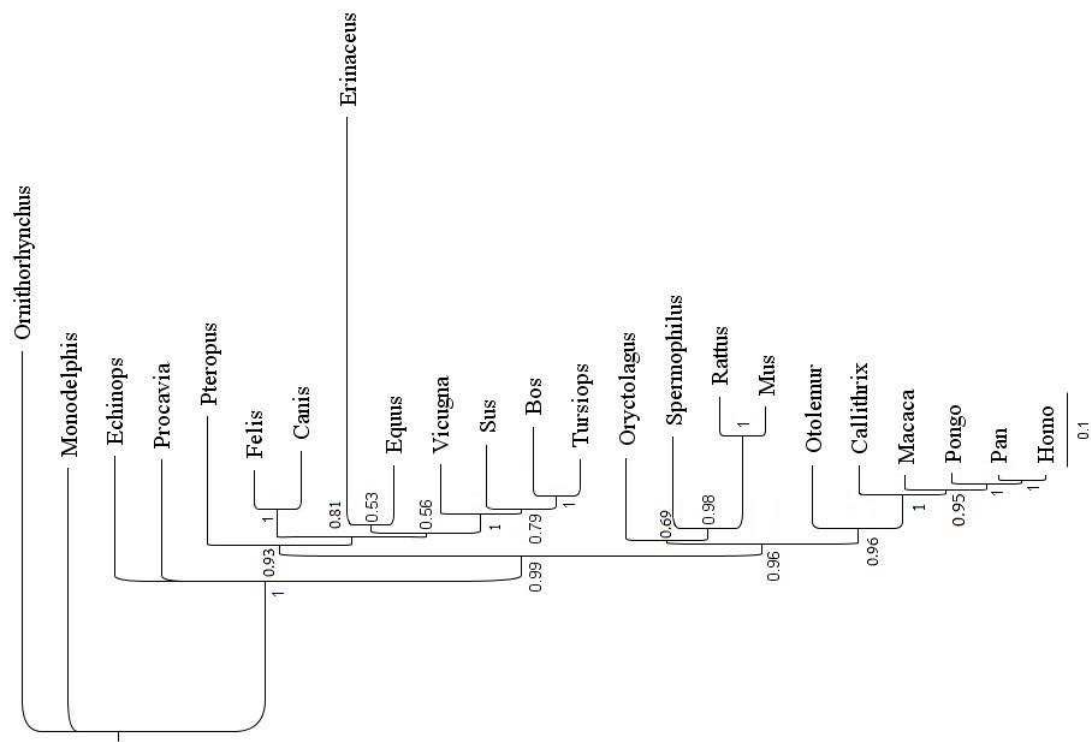 Ornithorhynchus
Monodelphis
Echinops
Procavia
Pteropus
Felis
Canis
Erinaceus
Equus
Vicugna
Sus
Bos
Tursiops
Oryctolagus
Spermophilus
Rattus
Mus
Otolemur
Callithrix
Macaca
Pongo
Pan
Homo
1
0.93
1
0.81
0.53
0.56
1
0.79
1
0.99
0.69
0.98
1
0.96
0.96
1
0.95
1
1
0.1